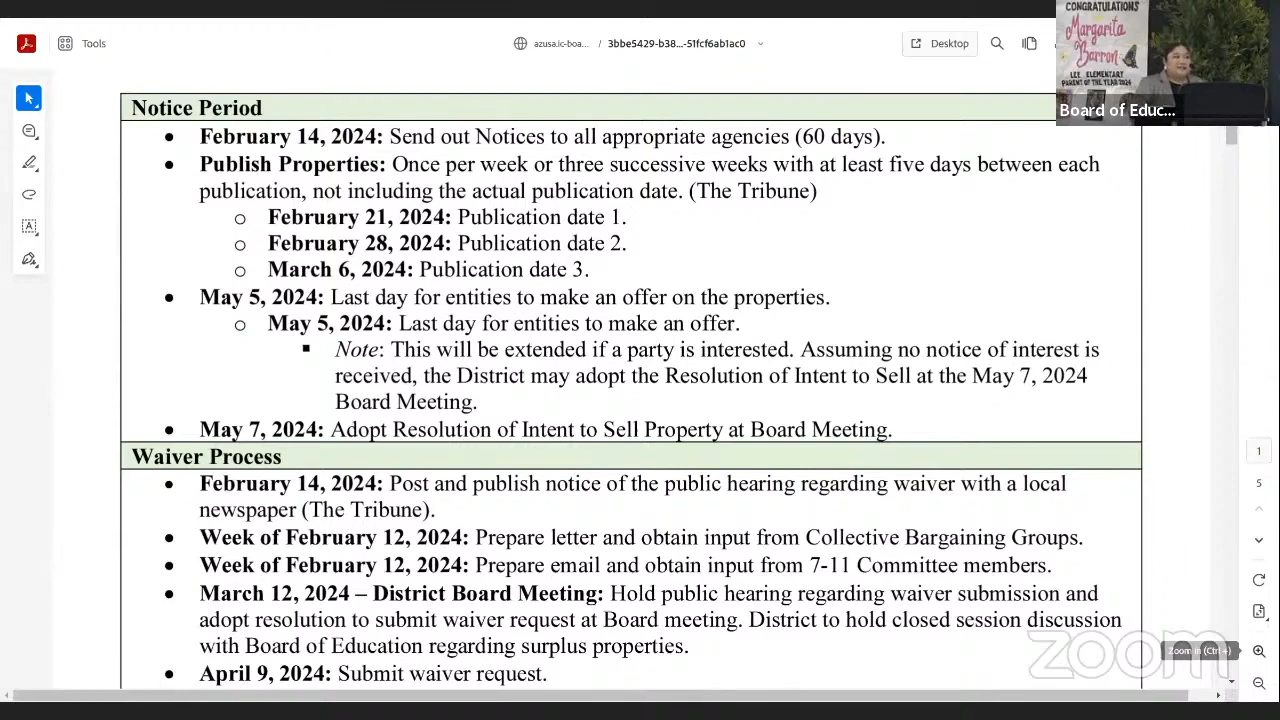 Tools
azusa.ic-boa... / 3bbe5429-b38...-51fcf6ab1ac0
Desktop
CONGRATULATIONS
Margarita
Barron
LEE ELEMENTARY
PARENT OF THE YEAR 2024
Board of Educ...
Notice Period
• February 14, 2024: Send out Notices to all appropriate agencies (60 days).
• Publish Properties: Once per week or three successive weeks with at least five days between each
publication, not including the actual publication date. (The Tribune)
o February 21, 2024: Publication date 1.
o February 28, 2024: Publication date 2.
o March 6, 2024: Publication date 3.
• May 5, 2024: Last day for entities to make an offer on the properties.
o May 5, 2024: Last day for entities to make an offer.
▪ Note: This will be extended if a party is interested. Assuming no notice of interest is
received, the District may adopt the Resolution of Intent to Sell at the May 7, 2024
Board Meeting.
• May 7, 2024: Adopt Resolution of Intent to Sell Property at Board Meeting.
Waiver Process
• February 14, 2024: Post and publish notice of the public hearing regarding waiver with a local
newspaper (The Tribune).
• Week of February 12, 2024: Prepare letter and obtain input from Collective Bargaining Groups.
• Week of February 12, 2024: Prepare email and obtain input from 7-11 Committee members.
• March 12, 2024 – District Board Meeting: Hold public hearing regarding waiver submission and
adopt resolution to submit waiver request at Board meeting. District to hold closed session discussion
with Board of Education regarding surplus properties.
• April 9, 2024: Submit waiver request.
1
5
zoom
Zoom in (Ctrl +)